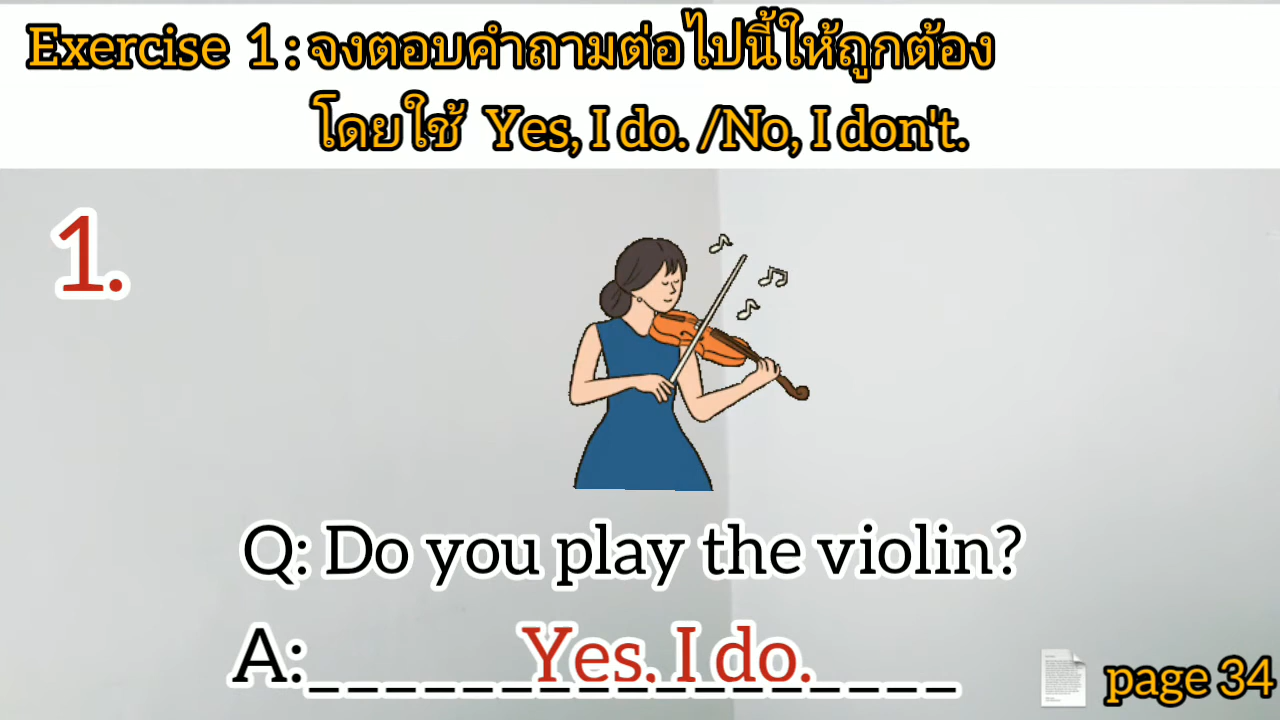 Exercise 1 : จงตอบคำถามต่อไปนี้ให้ถูกต้อง
โดยใช้ Yes, I do. /No, I don't.
1.
Q: Do you play the violin?
A:_ _ _ _ _ _Yes, I do._ _ _ _
page 34